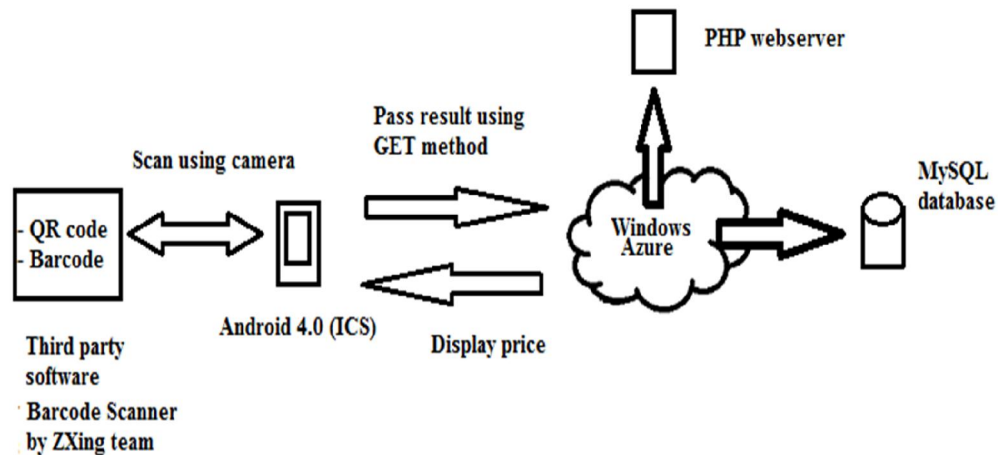 PHP webserver
Pass result using
GET method
Scan using camera
MySQL
database
- QR code
- Barcode
Windows
Azure
Android 4.0 (ICS)
Display price
Third party
software
Barcode Scanner
by ZXing team